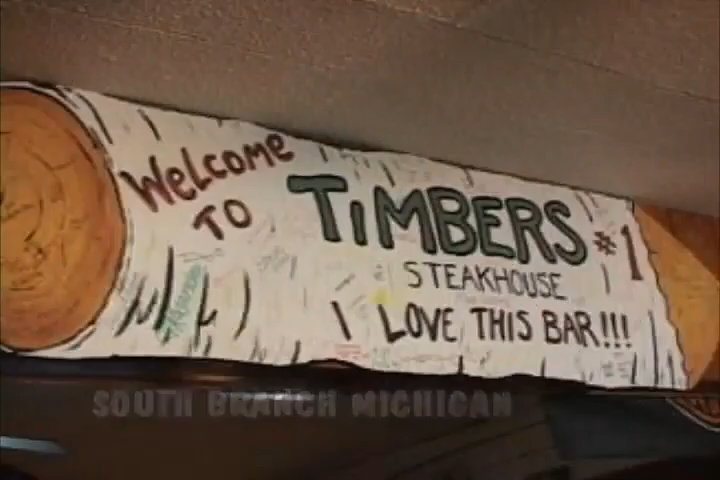 WELCOME
TO
TIMBERS #1
STEAKHOUSE
I LOVE THIS BAR!!!
SOUTH BRANCH MICHIGAN